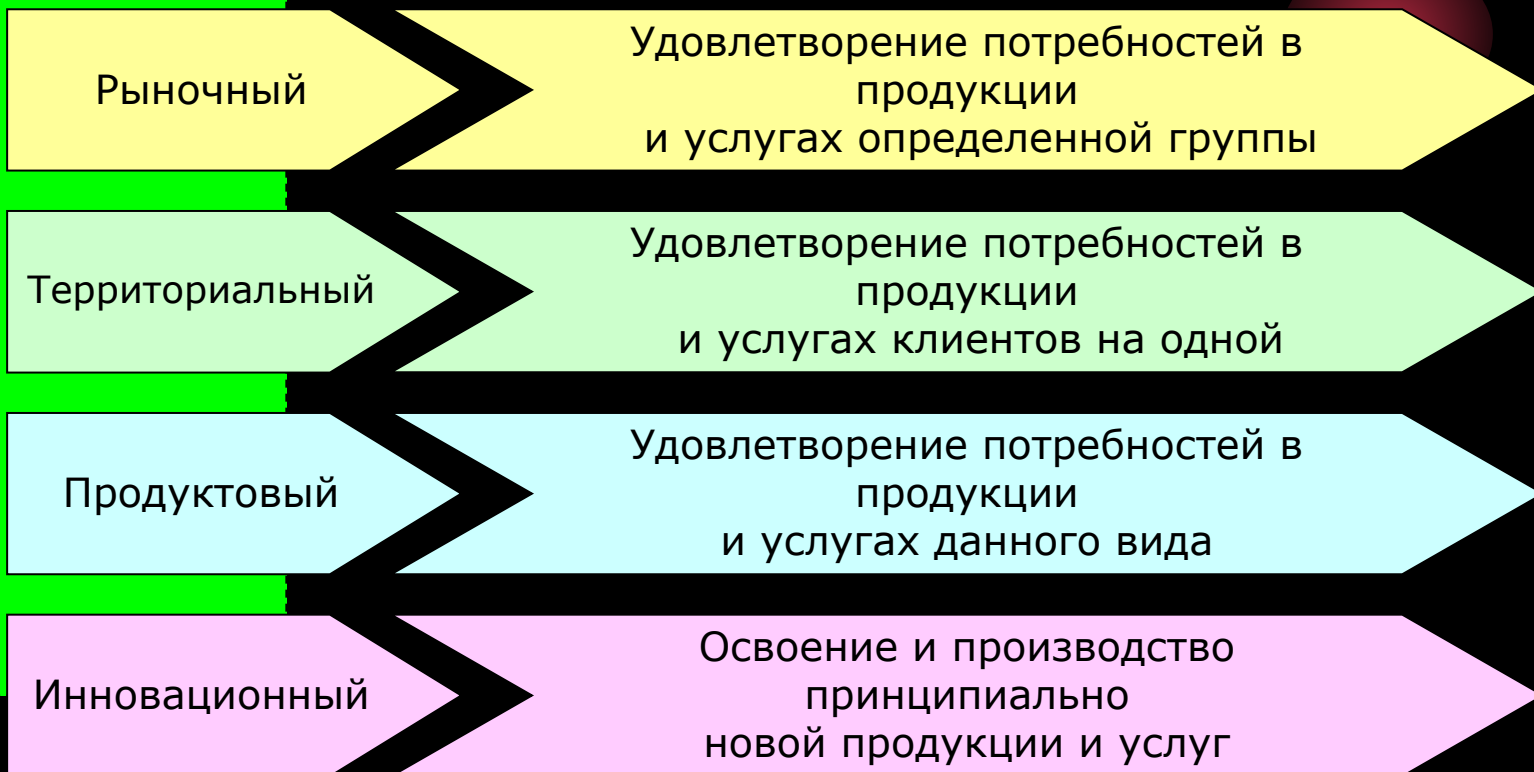 Рыночный
Удовлетворение потребностей в
продукции
и услугах определенной группы
Территориальный
Удовлетворение потребностей в
продукции
и услугах клиентов на одной
Продуктовый
Удовлетворение потребностей в
продукции
и услугах данного вида
Инновационный
Освоение и производство
принципиально
новой продукции и услуг